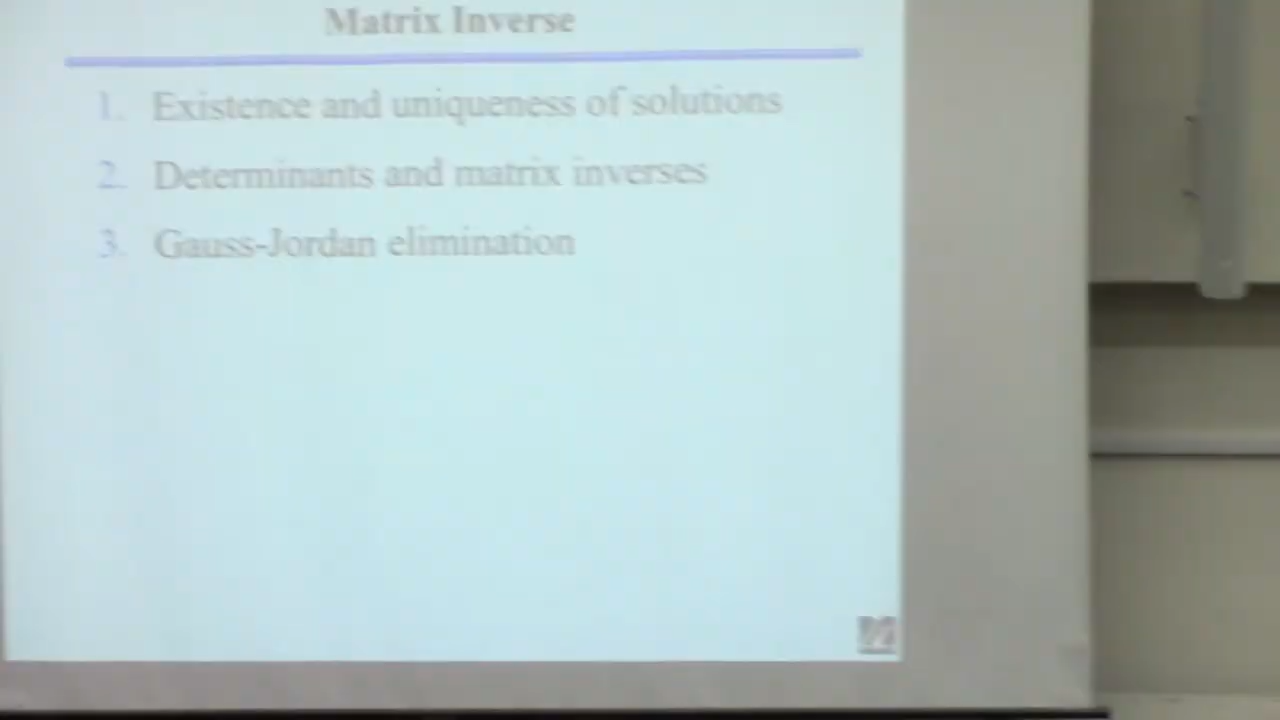 Matrix Inverse
1. Existence and uniqueness of solutions
2. Determinants and matrix inverses
3. Gauss-Jordan elimination